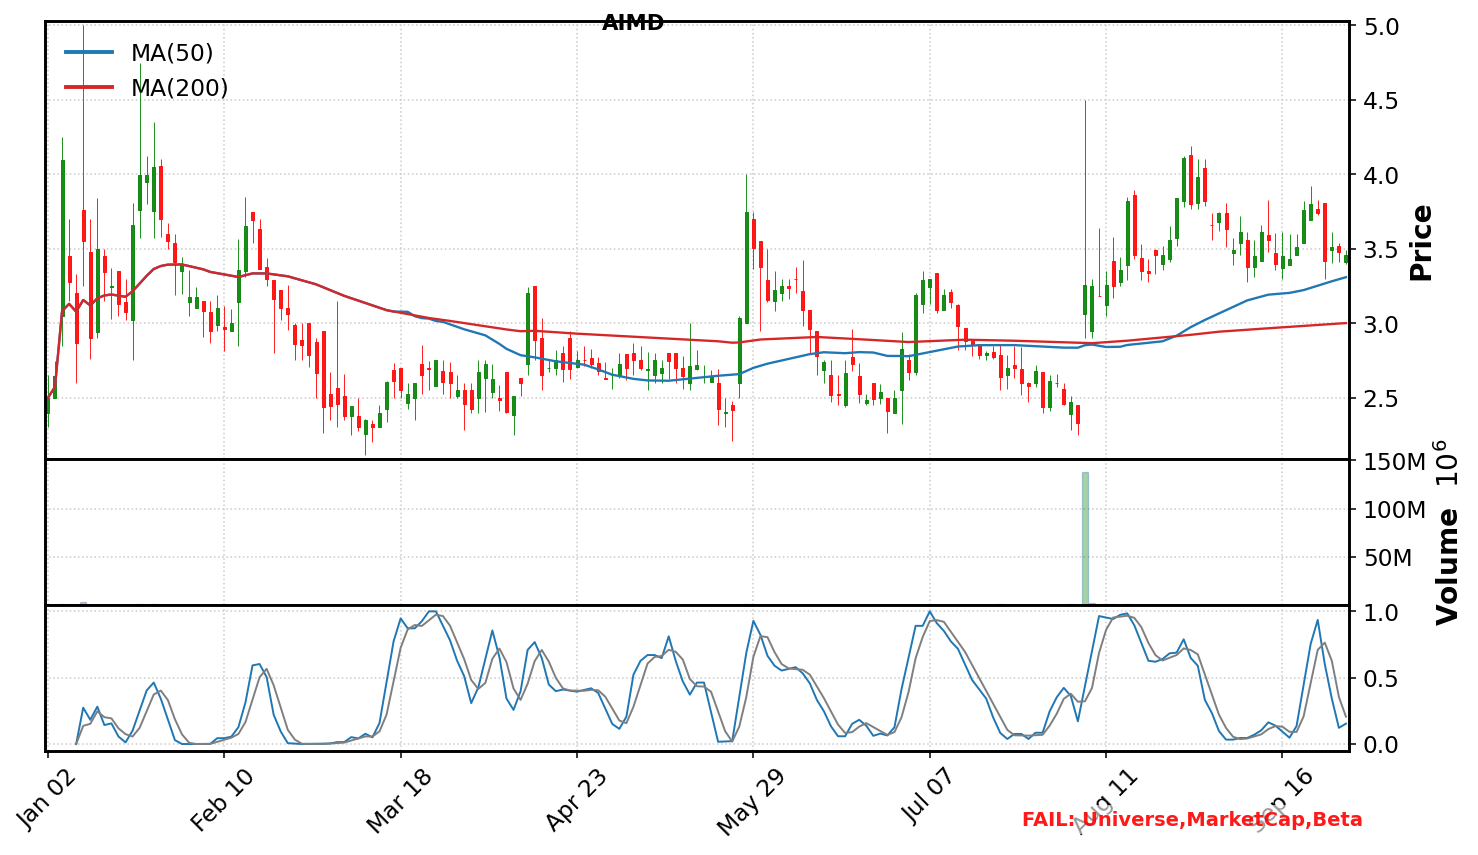 AIMD
MA(50)
MA(200)
5.0
4.5
4.0
3.5
3.0
2.5
Price
150M
100M
50M
Volume 10^6
1.0
0.5
0.0
Jan 02
Feb 10
Mar 18
Apr 23
May 29
Jul 07
Aug 11
Sep 16
FAIL: Universe,MarketCap,Beta